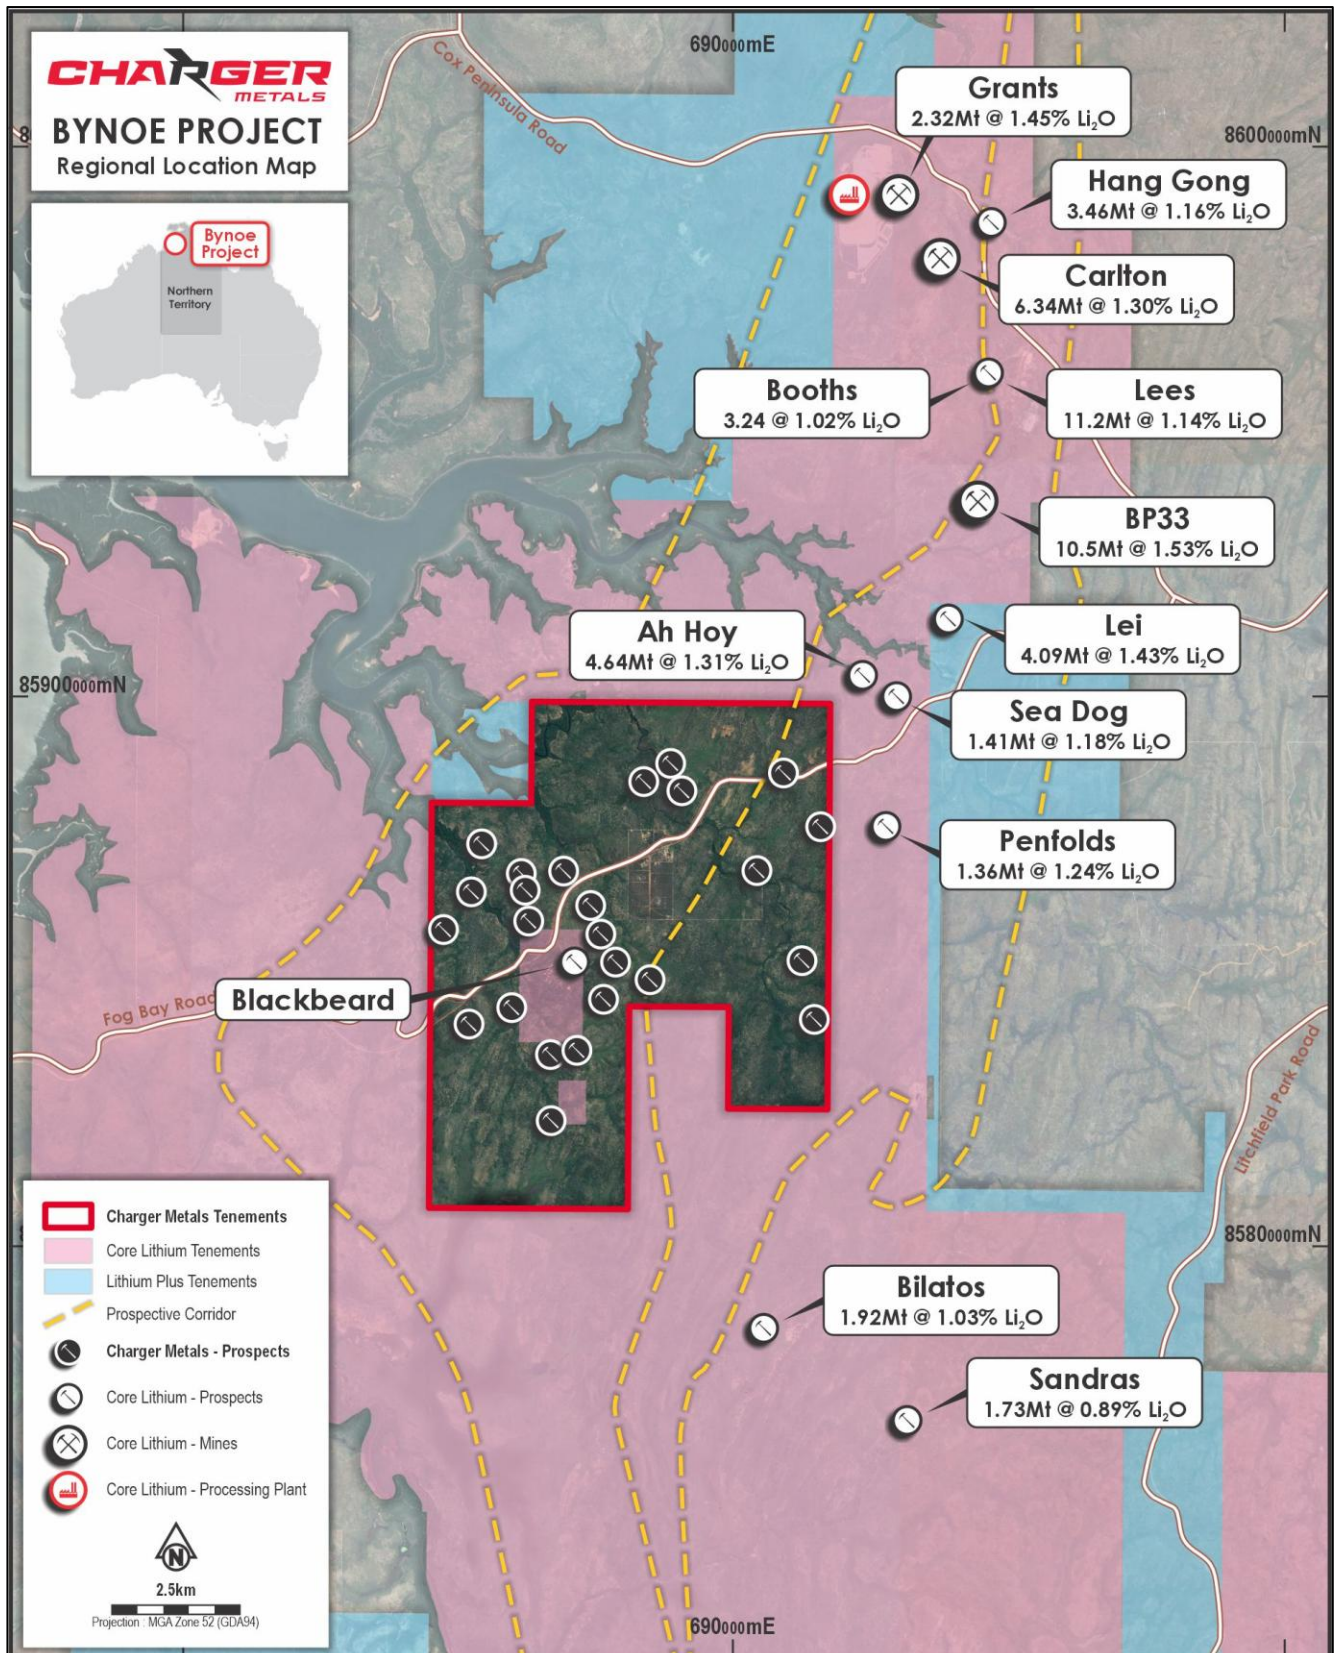 CHARGER
METALS
BYNOE PROJECT
Regional Location Map
Bynoe
Project
Northern
Territory
690000mE
Cox Peninsula Road
8600000mN
Grants
2.32Mt @ 1.45% Li₂O
Hang Gong
3.46Mt @ 1.16% Li₂O
Carlton
6.34Mt @ 1.30% Li₂O
Booths
3.24 @ 1.02% Li₂O
Lees
11.2Mt @ 1.14% Li₂O
BP33
10.5Mt @ 1.53% Li₂O
Ah Hoy
4.64Mt @ 1.31% Li₂O
Lei
4.09Mt @ 1.43% Li₂O
85900000mN
Sea Dog
1.41Mt @ 1.18% Li₂O
Penfolds
1.36Mt @ 1.24% Li₂O
Blackbeard
Fog Bay Road
Litchfield Park Road
8580000mN
Bilatos
1.92Mt @ 1.03% Li₂O
Sandras
1.73Mt @ 0.89% Li₂O
Charger Metals Tenements
Core Lithium Tenements
Lithium Plus Tenements
Prospective Corridor
Charger Metals - Prospects
Core Lithium - Prospects
Core Lithium - Mines
Core Lithium - Processing Plant
N
2.5km
Projection : MGA Zone 52 (GDA94)
690000mE